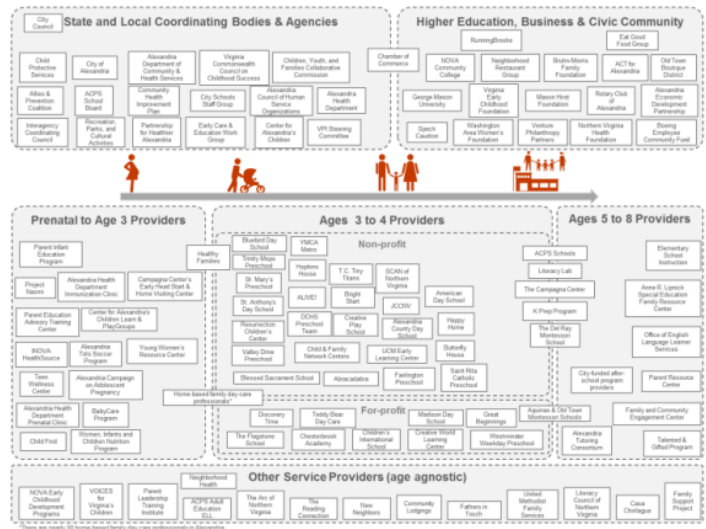 State and Local Coordinating Bodies & Agencies
City
Council
Child
Protective
Services
City of
Alexandria
Alexandria
Department of
Community &
Health Services
Virginia
Commonwealth
Council on
Childhood Success
Children, Youth, and
Families Collaborative
Commission
Allies &
Prevention
Coalition
ACPS
School
Board
Community
Health
Improvement
Plan
City Schools
Staff Group
Alexandria
Council of Human
Service
Organizations
Alexandria
Health
Department
Interagency
Coordinating Council
Recreation,
Parks, and
Cultural
Activities
Partnership for
Healthier Alexandria
Early Care &
Education Work
Group
Center for
Alexandria's
Children
VPI Steering
Committee
Chamber of
Commerce
Higher Education, Business & Civic Community
RunningBrooke
Eat Good
Food Group
NOVA
Community
College
Neighborhood
Restaurant
Group
Bruhn-Morris
Family
Foundation
ACT for
Alexandria
Old Town
Boutique
District
George Mason
University
Virginia
Early
Childhood
Foundation
Mason Hirst
Foundation
Rotary Club
of
Alexandria
Alexandria
Economic
Development
Partnership
Speck
Caudron
Washington
Area Women's
Foundation
Venture
Philanthropy
Partners
Northern Virginia
Health
Foundation
Boeing
Employee
Community Fund
Prenatal to Age 3 Providers
Parent Infant
Education
Program
Healthy
Families
Project
Naomi
Alexandria Health
Department
Immunization Clinic
Campagna Center's
Early Head Start &
Home Visiting Center
Parent Education
Advisory Training
Center
Center for Alexandria's
Children Learn &
PlayGroups
INOVA
HealthSource
Alexandria
Tots Soccer
Program
Young Women's
Resource Center
Teen
Wellness
Center
Alexandria Campaign
on Adolescent
Pregnancy
Home-based family day-care
professionals*
Alexandria Health
Department
Prenatal Clinic
BabyCare
Program
Child Find
Women, Infants and
Children Nutrition
Program
Ages 3 to 4 Providers
Non-profit
Bluebird Day
School
YMCA
Metro
Trinity Mops
Preschool
Hopkins
House
T.C. Tiny
Titans
SCAN of
Northern
Virginia
St. Mary's
Preschool
ALIVE!
Bright
Start
American
Day School
St. Anthony's
Day School
JCCNV
DCHS
Preschool
Team
Creative
Play
School
Alexandria
County Day
School
Happy
Home
Resurrection
Children's
Center
Valley Drive
Preschool
Child & Family
Network Centers
UCM Early
Learning Center
Butterfly
House
Blessed Sacrament School
Abracadabra
Fairlington
Preschool
Saint Rita
Catholic
Preschool
For-profit
Discovery
Time
Teddy Bear
Day Care
Madison Day
School
Great
Beginnings
Aquinas & Old Town
Montessori Schools
The Flagstone
School
Chesterbrook
Academy
Children's
International
School
Creative World
Learning
Center
Westminster
Weekday Preschool
ACPS Schools
Literacy Lab
The Campagna Center
K Prep Program
The Del Ray
Montessori
School
Ages 5 to 8 Providers
Elementary
School
Instruction
Special Education
Family Resource
Center
Office of English
Language Learner
Services
City-funded after-
school program
providers
Parent Resource
Center
Family and Community
Engagement Center
Alexandria
Tutoring
Consortium
Talented &
Gifted Program
Other Service Providers (age agnostic)
NOVA Early
Childhood
Development
Programs
VOICES
for
Virginia's
Children
Parent
Leadership
Training
Institute
Neighborhood
Health
ACPS Adult
Education
ELL
The Arc of
Northern
Virginia
The
Reading
Connection
New
Neighbors
Community
Lodgings
Fathers in
Touch
United
Methodist
Family
Services
Literacy
Council of
Northern
Virginia
Casa
Chirilagua
Family
Support
Project